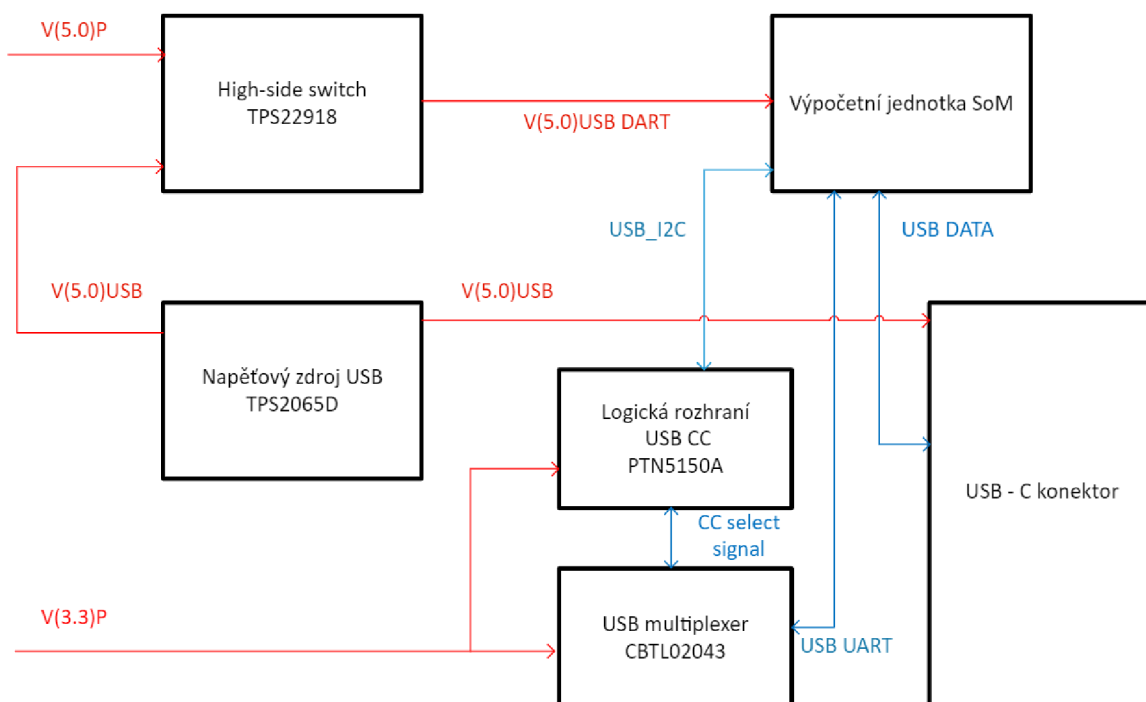 V(5.0)P
High-side switch
TPS22918
V(5.0)USB DART
Výpočetní jednotka SoM
USB_I2C
USB DATA
V(5.0)USB
V(5.0)USB
Napěťový zdroj USB
TPS2065D
Logická rozhraní
USB CC
PTN5150A
USB - C konektor
CC select
signal
V(3.3)P
USB multiplexer
CBTL02043
USB UART